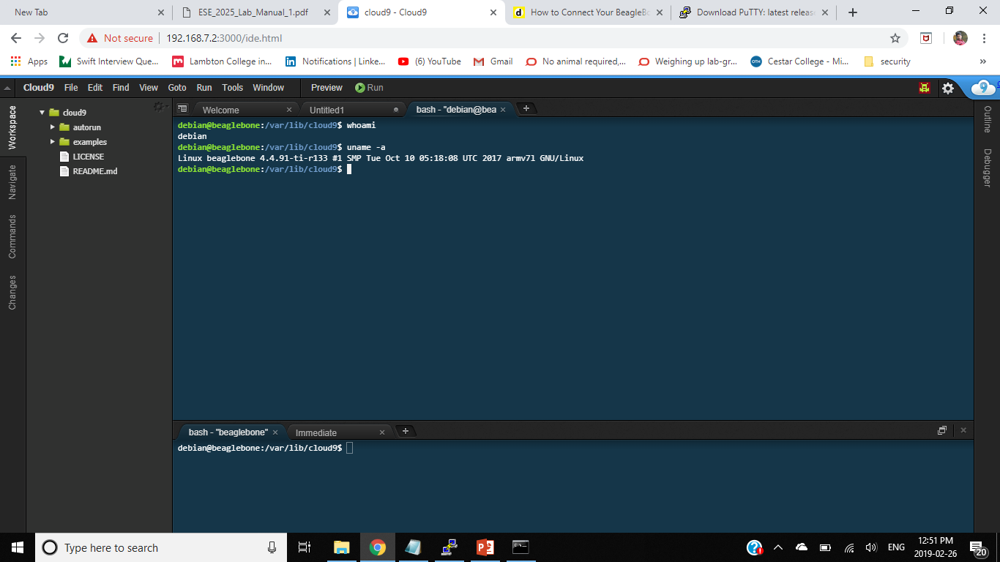 New Tab
ESE_2025_Lab_Manual_1.pdf
cloud9 - Cloud9
How to Connect Your BeagleBo
Download PuTTY: latest releas
Not secure
192.168.7.2:3000/ide.html
Apps
Swift Interview Que...
Lambton College in...
Notifications | Linke...
(6) YouTube
Gmail
No animal required,...
Weighing up lab-gr...
Cestar College - Mi...
security
»
Cloud9 File Edit Find View Goto Run Tools Window Preview Run
9
Workspace
Navigate
Commands
Changes
cloud9
autorun
examples
LICENSE
README.md
Welcome
Untitled1
bash - "debian@bea
debian@beaglebone:/var/lib/cloud9$ whoami
debian
debian@beaglebone:/var/lib/cloud9$ uname -a
Linux beaglebone 4.4.91-ti-r133 #1 SMP Tue Oct 10 05:18:08 UTC 2017 armv7l GNU/Linux
debian@beaglebone:/var/lib/cloud9$
Outline
Debugger
bash - "beaglebone"
Immediate
debian@beaglebone:/var/lib/cloud9$
Type here to search
ENG
12:51 PM
2019-02-26
20